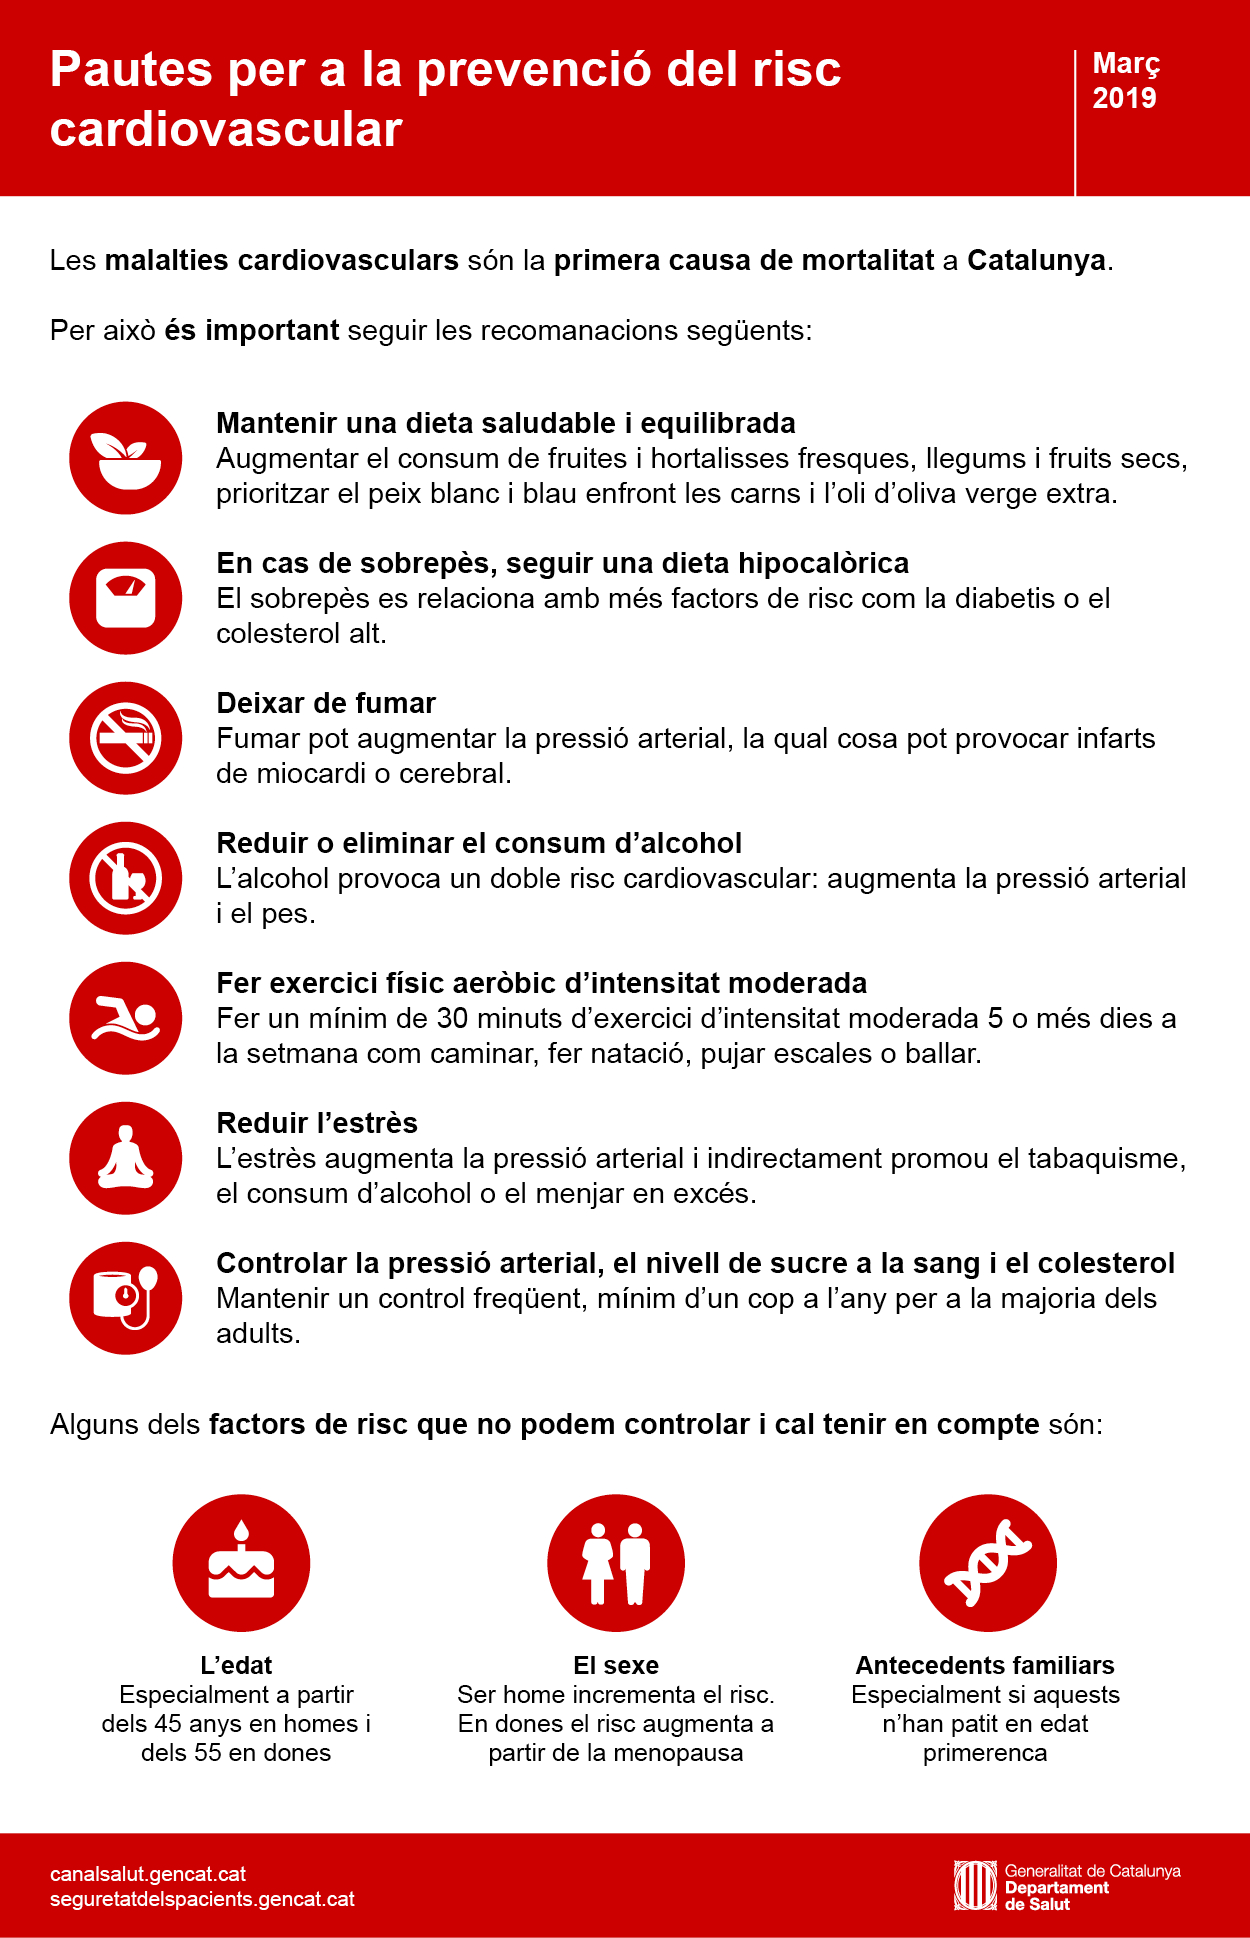 Pautes per a la prevenció del risc
cardiovascular
Març
2019
Les malalties cardiovasculars són la primera causa de mortalitat a Catalunya.
Per això és important seguir les recomanacions següents:
Mantenir una dieta saludable i equilibrada
Augmentar el consum de fruites i hortalisses fresques, llegums i fruits secs,
prioritzar el peix blanc i blau enfront les carns i l’oli d’oliva verge extra.
En cas de sobrepès, seguir una dieta hipocalòrica
El sobrepès es relaciona amb més factors de risc com la diabetis o el
colesterol alt.
Deixar de fumar
Fumar pot augmentar la pressió arterial, la qual cosa pot provocar infarts
de miocardi o cerebral.
Reduir o eliminar el consum d’alcohol
L’alcohol provoca un doble risc cardiovascular: augmenta la pressió arterial
i el pes.
Fer exercici físic aeròbic d’intensitat moderada
Fer un mínim de 30 minuts d’exercici d’intensitat moderada 5 o més dies a
la setmana com caminar, fer natació, pujar escales o ballar.
Reduir l’estrès
L’estrès augmenta la pressió arterial i indirectament promou el tabaquisme,
el consum d’alcohol o el menjar en excés.
Controlar la pressió arterial, el nivell de sucre a la sang i el colesterol
Mantenir un control freqüent, mínim d’un cop a l’any per a la majoria dels
adults.
Alguns dels factors de risc que no podem controlar i cal tenir en compte són:
L’edat
Especialment a partir
dels 45 anys en homes i
dels 55 en dones
El sexe
Ser home incrementa el risc.
En dones el risc augmenta a
partir de la menopausa
Antecedents familiars
Especialment si aquests
n’han patit en edat
primerenca
canalsalut.gencat.cat
seguretatdelspacients.gencat.cat
Generalitat de Catalunya
Departament
de Salut